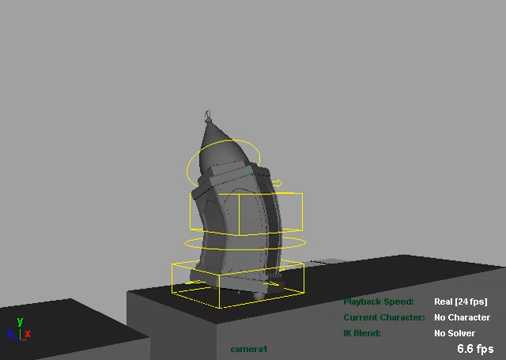 Playback Speed: Real [24 fps]
Current Character: No Character
IK Blend: No Solver
6.6 fps
camera1
y
x